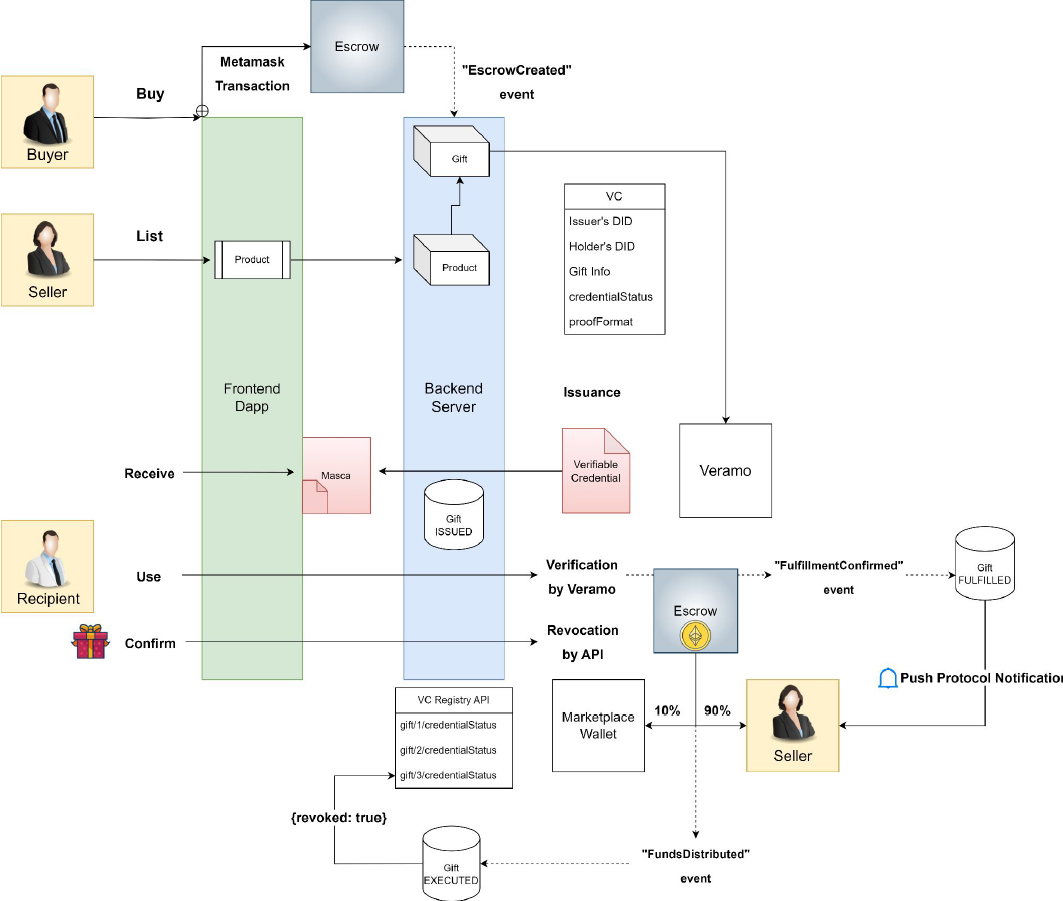 Escrow
Metamask
Transaction
"EscrowCreated"
event
Buy
Buyer
Gift
VC
Issuer's DID
Holder's DID
Gift Info
credentialStatus
proofFormat
List
Product
Product
Seller
Frontend
Dapp
Backend
Server
Issuance
Receive
Masca
Verifiable
Credential
Veramo
Gift
ISSUED
Recipient
Use
Verification
by Veramo
"FulfillmentConfirmed"
event
Gift
FULFILLED
Escrow
Confirm
Revocation
by API
Push Protocol Notification
VC Registry API
gift/1/credentialStatus
gift/2/credentialStatus
gift/3/credentialStatus
Marketplace
Wallet
10%
90%
Seller
{revoked: true}
Gift
EXECUTED
"FundsDistributed"
event